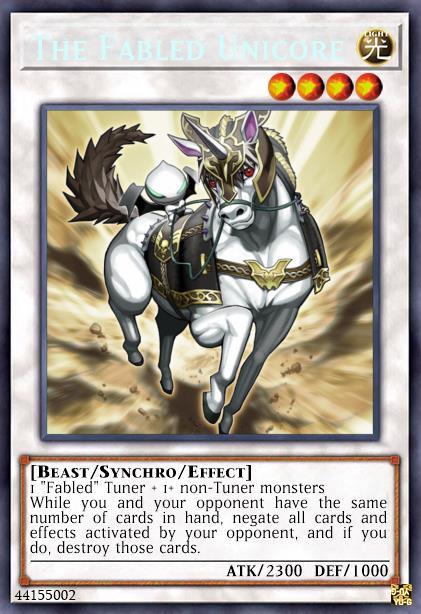 The Fabled Unicore
LIGHT
光
[Beast/Synchro/Effect]
1 "Fabled" Tuner + 1+ non-Tuner monsters
While you and your opponent have the same
number of cards in hand, negate all cards and
effects activated by your opponent, and if you
do, destroy those cards.
ATK/2300 DEF/1000
44155002